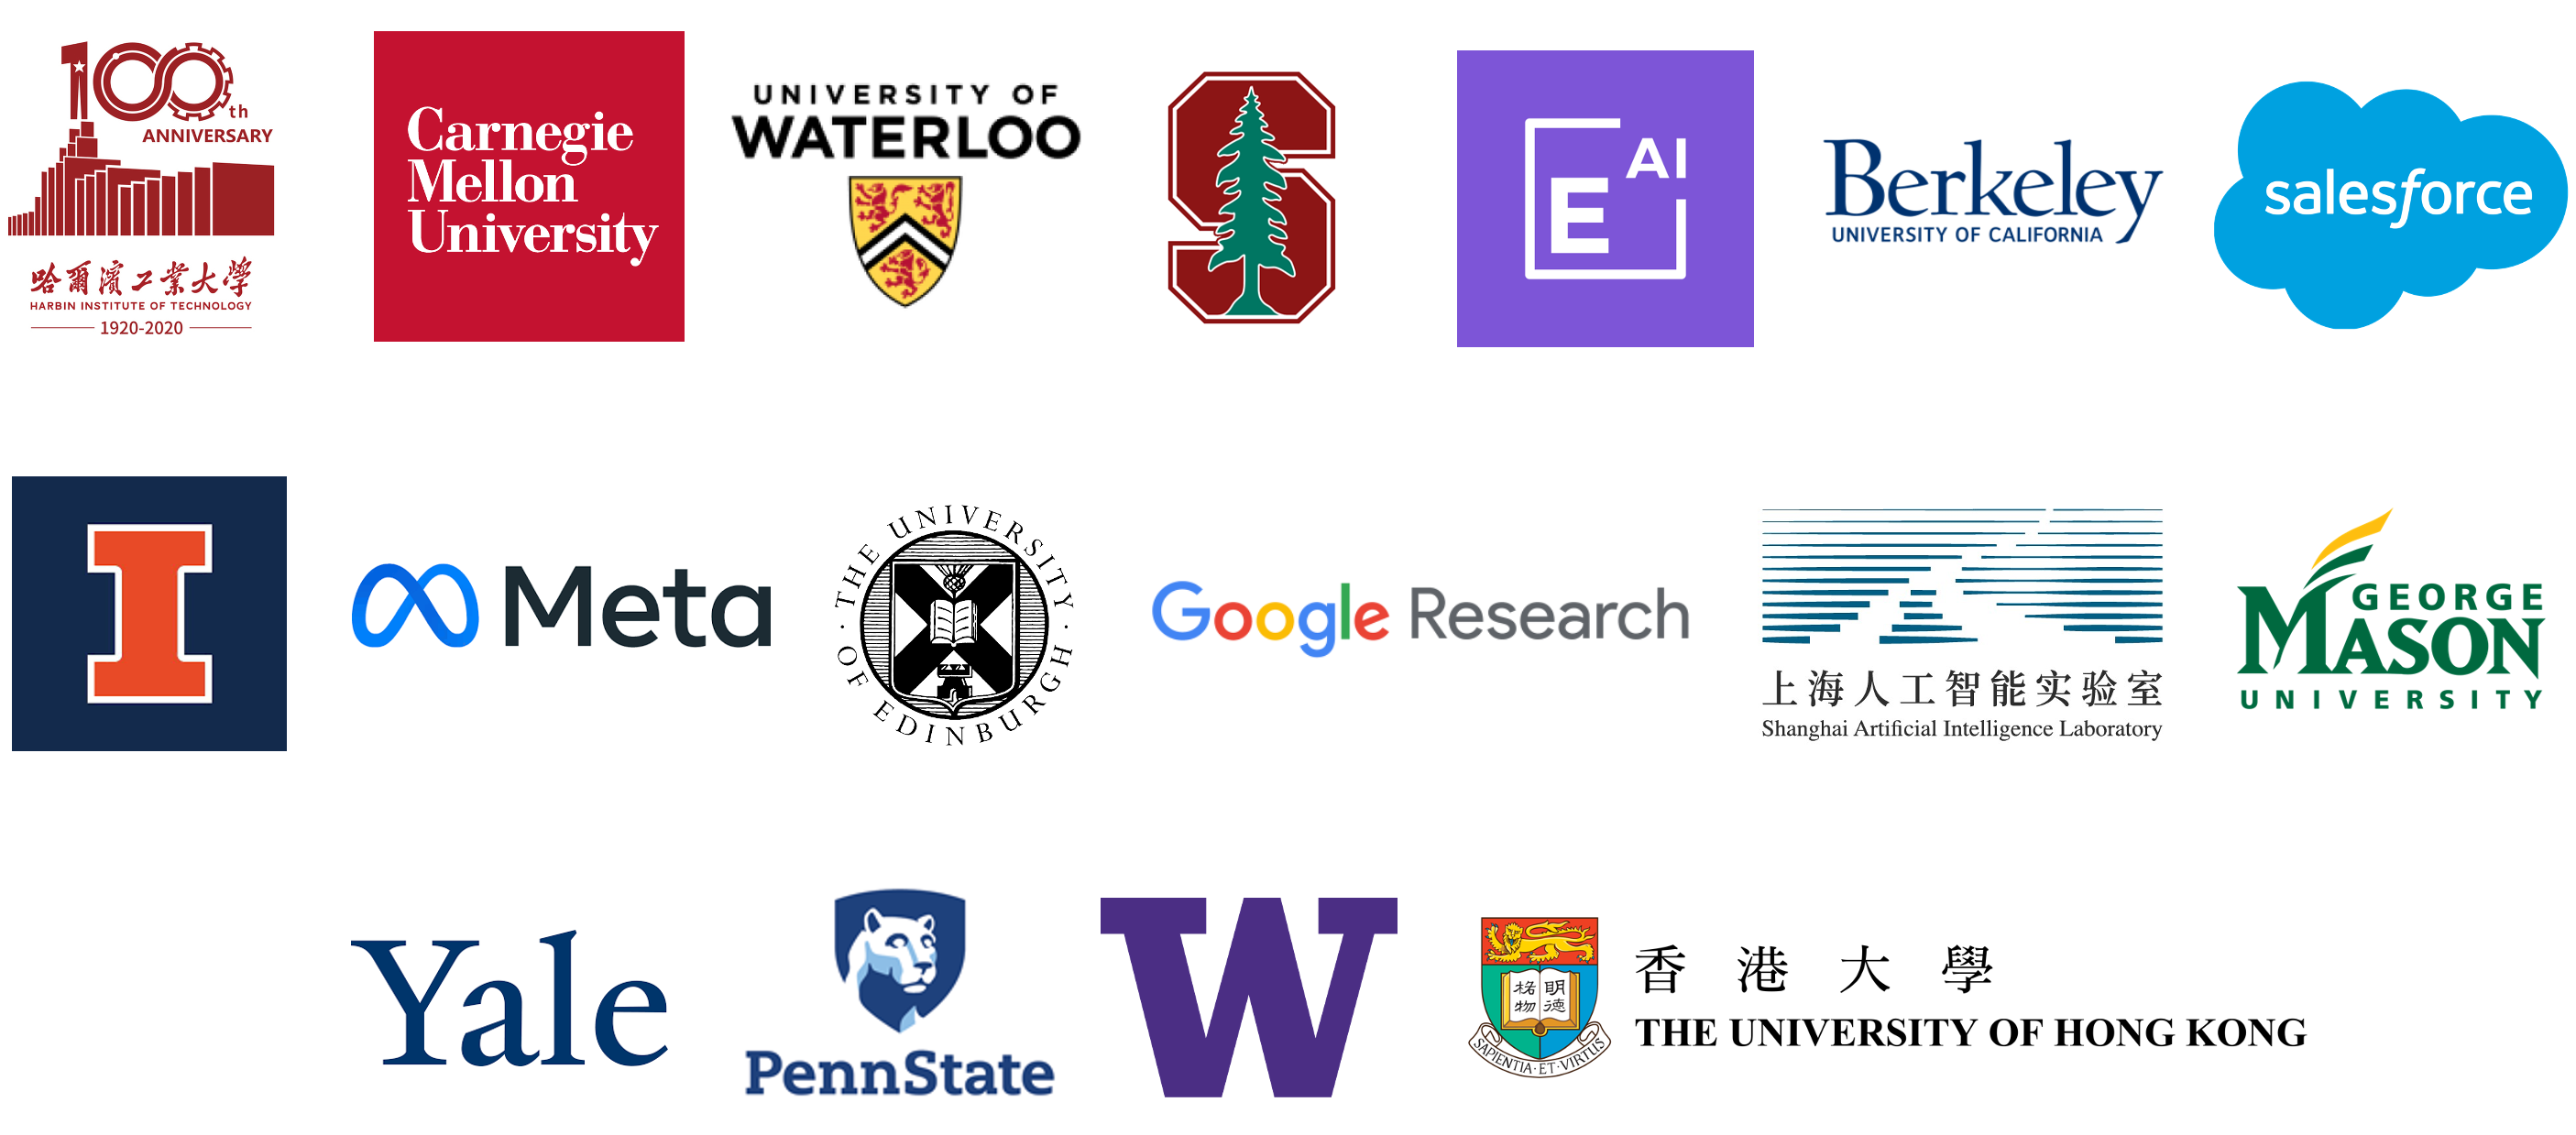 100th
ANNIVERSARY
哈爾濱工業大學
HARBIN INSTITUTE OF TECHNOLOGY
1920-2020
Carnegie
Mellon
University
UNIVERSITY OF
WATERLOO
S
E AI
Berkeley
UNIVERSITY OF CALIFORNIA
salesforce
I
Meta
THE UNIVERSITY OF EDINBURGH
Google Research
上海人工智能实验室
Shanghai Artificial Intelligence Laboratory
GEORGE
MASON
UNIVERSITY
Yale
PennState
W
明德
格物
SAPIENTIA·ET·VIRTUS
香港大學
THE UNIVERSITY OF HONG KONG